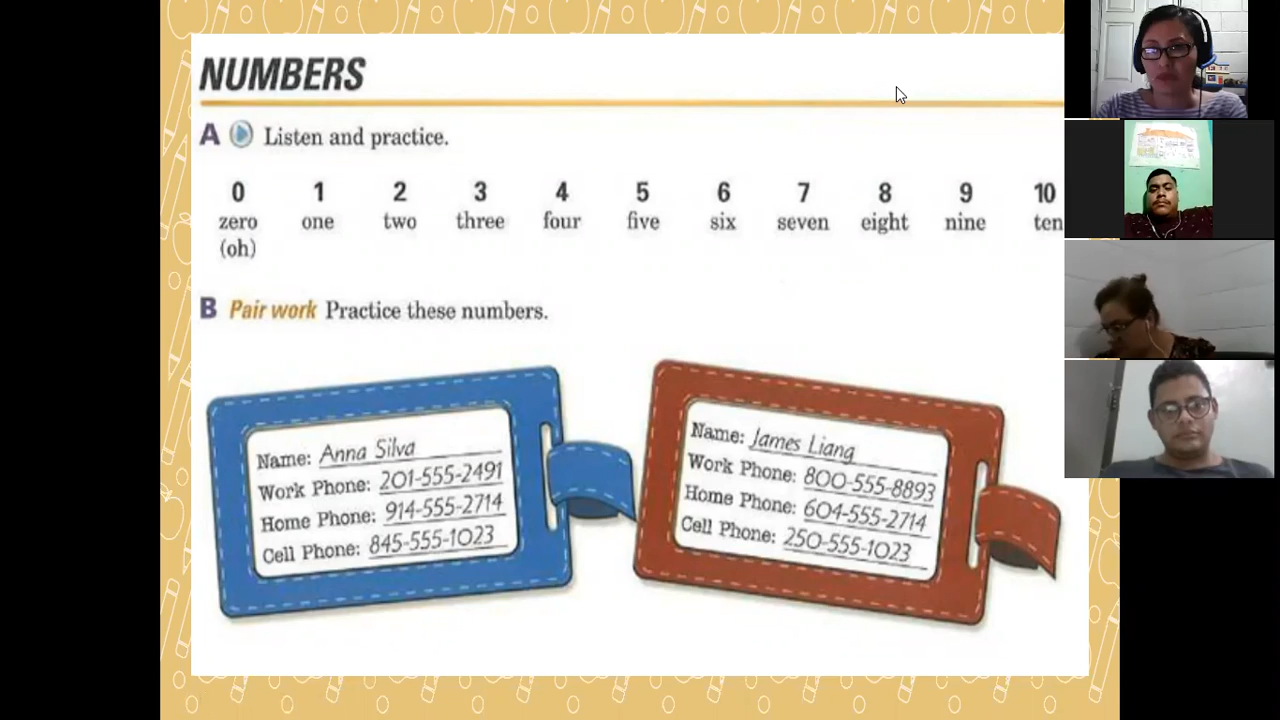 NUMBERS
A Listen and practice.
0 1 2 3 4 5 6 7 8 9 10
zero one two three four five six seven eight nine ten
(oh)
B Pair work Practice these numbers.
Name: Anna Silva
Work Phone: 201-555-2491
Home Phone: 914-555-2714
Cell Phone: 845-555-1023
Name: James Liang
Work Phone: 800-555-8893
Home Phone: 604-555-2714
Cell Phone: 250-555-1023